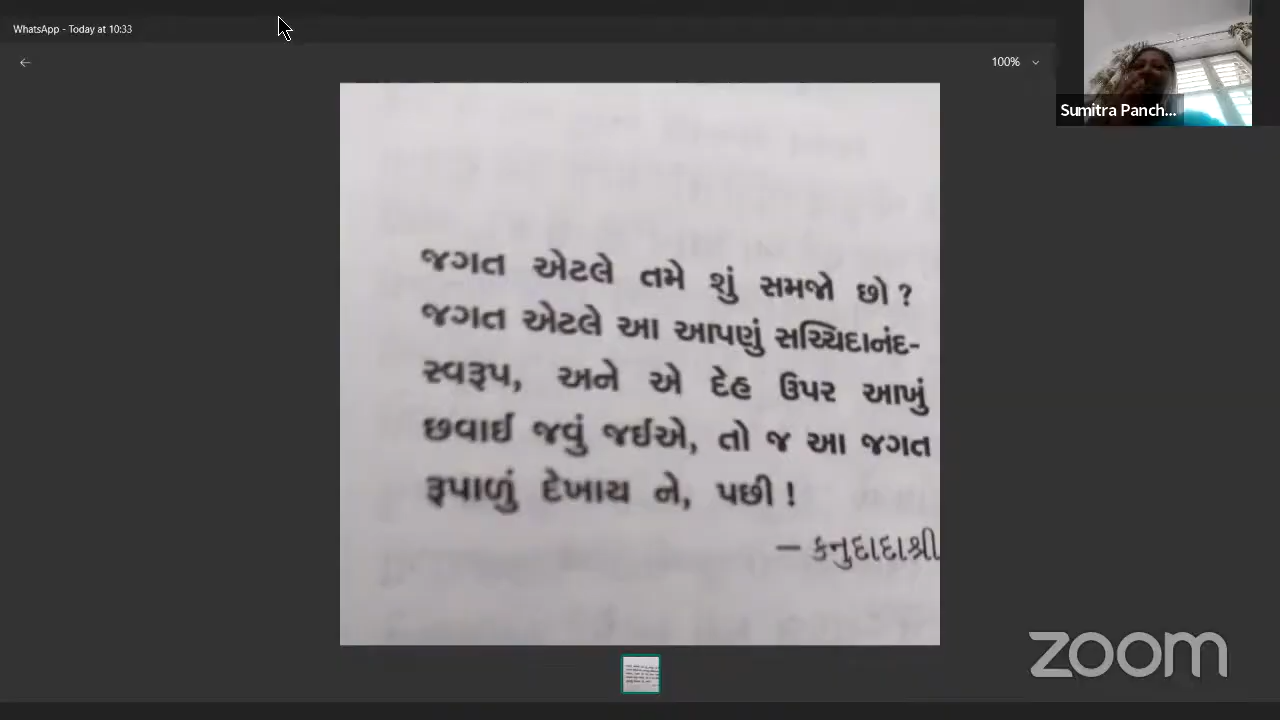 WhatsApp - Today at 10:33
100%
Sumitra Panch...
જગત એટલે તમે શું સમજો છો ?
જગત એટલે આ આપણું સચ્ચિદાનંદ-
સ્વરૂપ, અને એ દેહ ઉપર આખું
છવાઈ જવું જઈએ, તો જ આ જગત
રૂપાળું દેખાય ને, પછી !
– કનુદાદાશ્રી
zoom